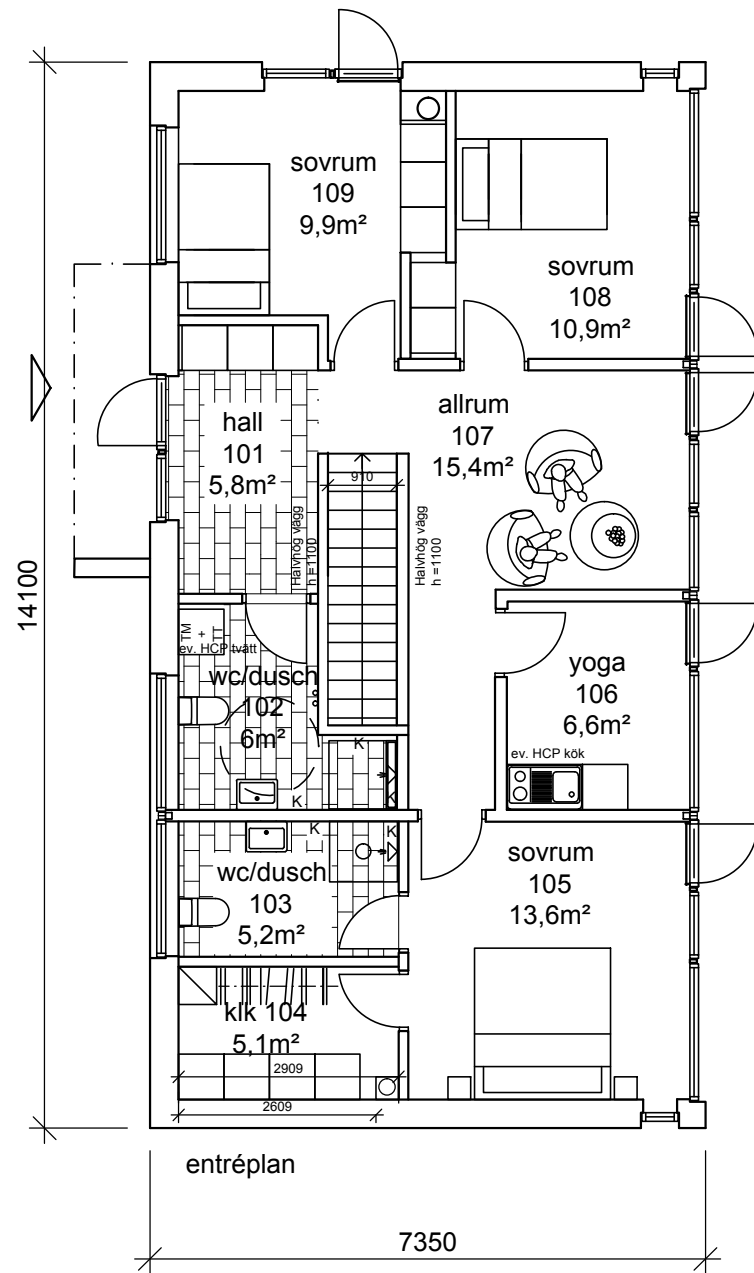 sovrum
109
9,9m²
sovrum
108
10,9m²
hall
101
5,8m²
allrum
107
15,4m²
910
Halvhög vägg
h =1100
Halvhög vägg
h =1100
14100
TM
+
TT
ev. HCP tvätt
wc/dusch
102
6m²
K
K
K
yoga
106
6,6m²
ev. HCP kök
K
K
wc/dusch
103
5,2m²
sovrum
105
13,6m²
klk 104
5,1m²
2909
2609
entréplan
7350